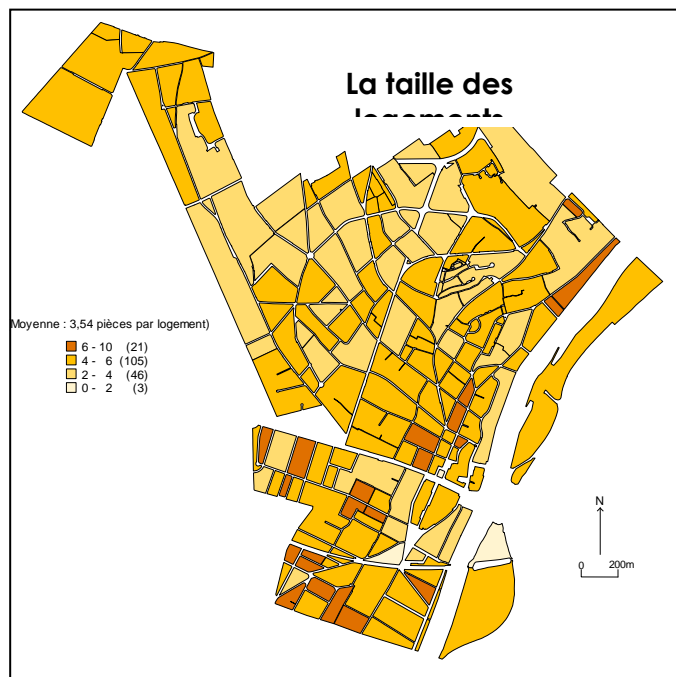 La taille des
logements
Moyenne : 3,54 pièces par logement)
6 - 10 (21)
4 - 6 (105)
2 - 4 (46)
0 - 2 (3)
N
0 200m